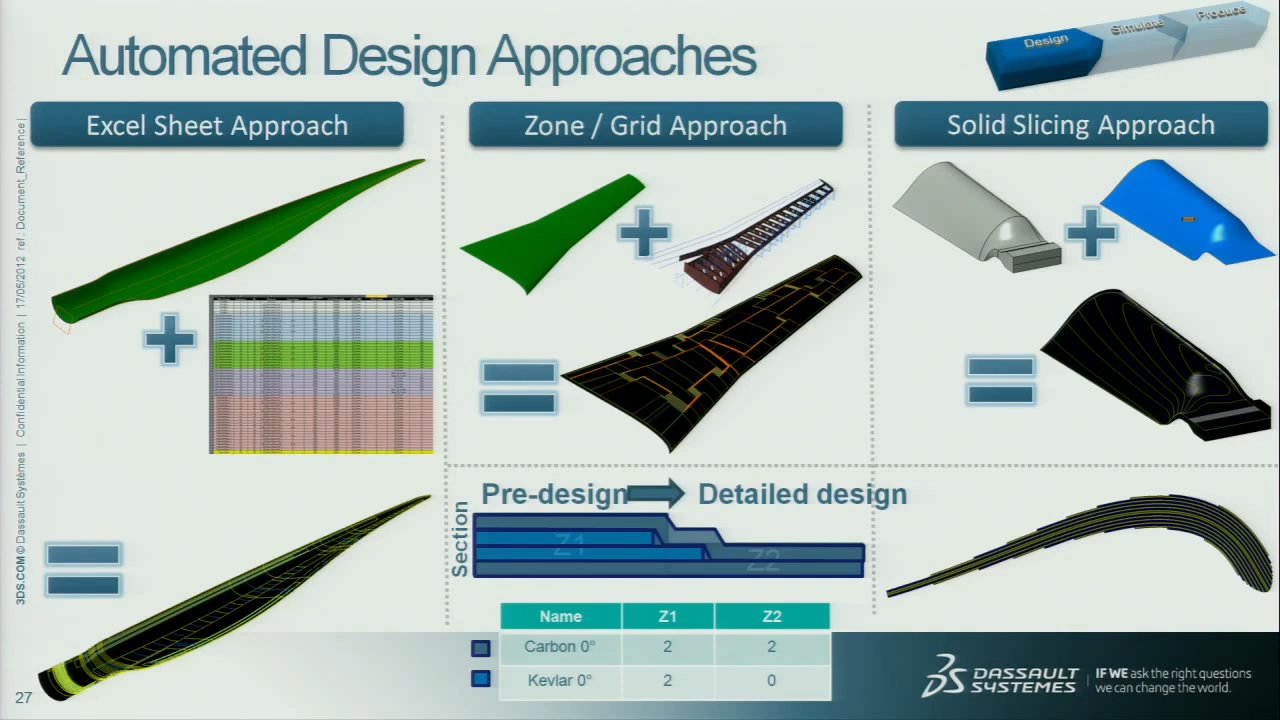 Automated Design Approaches
Design
Simulate
Produce
Excel Sheet Approach
Zone / Grid Approach
Solid Slicing Approach
3DS.COM © Dassault Systèmes | Confidential Information | 17/05/2012 ref.: Document_Reference |
Pre-design
Detailed design
Section
Z1
Z2
Name Z1 Z2
Carbon 0° 2 2
Kevlar 0° 2 0
27
DASSAULT
SYSTEMES
IF WE ask the right questions
we can change the world.